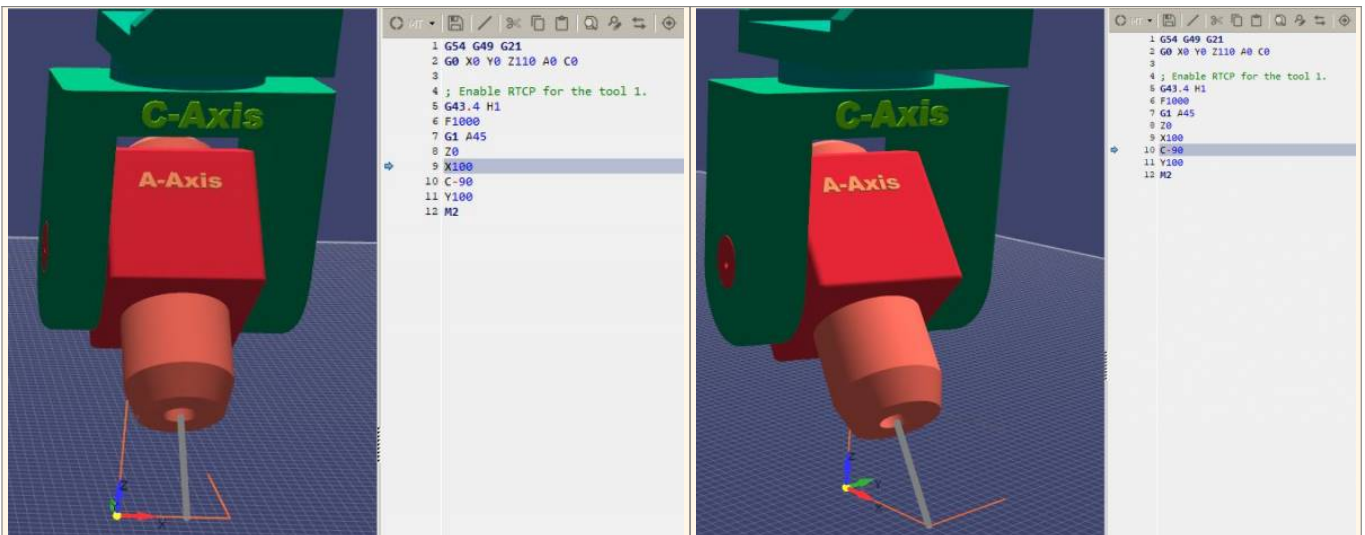 C-Axis
A-Axis
Z
X
MT
1 G54 G49 G21
2 G0 X0 Y0 Z110 A0 C0
3
4 ; Enable RTCP for the tool 1.
5 G43.4 H1
6 F1000
7 G1 A45
8 Z0
9 X100
10 C-90
11 Y100
12 M2
C-Axis
A-Axis
Z
Y
X
1 G54 G49 G21
2 G0 X0 Y0 Z110 A0 C0
3
4 ; Enable RTCP for the tool 1.
5 G43.4 H1
6 F1000
7 G1 A45
8 Z0
9 X100
10 C-90
11 Y100
12 M2